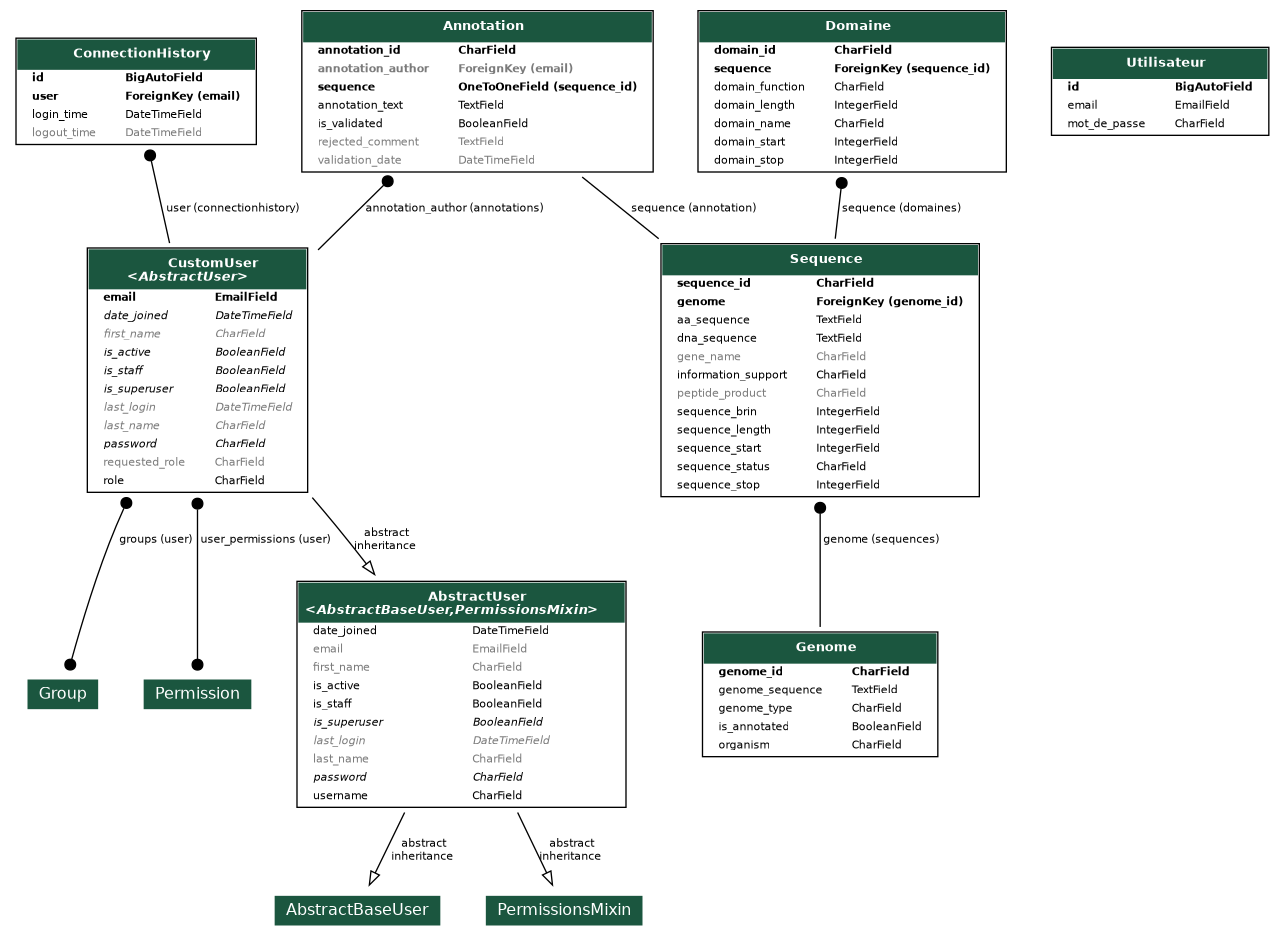 ConnectionHistory
id BigAutoField
user ForeignKey (email)
login_time DateTimeField
logout_time DateTimeField
Annotation
annotation_id CharField
annotation_author ForeignKey (email)
sequence OneToOneField (sequence_id)
annotation_text TextField
is_validated BooleanField
rejected_comment TextField
validation_date DateTimeField
Domaine
domain_id CharField
sequence ForeignKey (sequence_id)
domain_function CharField
domain_length IntegerField
domain_name CharField
domain_start IntegerField
domain_stop IntegerField
Utilisateur
id BigAutoField
email EmailField
mot_de_passe CharField
user (connectionhistory)
annotation_author (annotations)
sequence (annotation)
sequence (domaines)
CustomUser
<AbstractUser>
email EmailField
date_joined DateTimeField
first_name CharField
is_active BooleanField
is_staff BooleanField
is_superuser BooleanField
last_login DateTimeField
last_name CharField
password CharField
requested_role CharField
role CharField
Sequence
sequence_id CharField
genome ForeignKey (genome_id)
aa_sequence TextField
dna_sequence TextField
gene_name CharField
information_support CharField
peptide_product CharField
sequence_brin IntegerField
sequence_length IntegerField
sequence_start IntegerField
sequence_status CharField
sequence_stop IntegerField
groups (user)
user_permissions (user)
abstract
inheritance
genome (sequences)
Group
Permission
AbstractUser
<AbstractBaseUser,PermissionsMixin>
date_joined DateTimeField
email EmailField
first_name CharField
is_active BooleanField
is_staff BooleanField
is_superuser BooleanField
last_login DateTimeField
last_name CharField
password CharField
username CharField
Genome
genome_id CharField
genome_sequence TextField
genome_type CharField
is_annotated BooleanField
organism CharField
abstract
inheritance
abstract
inheritance
AbstractBaseUser
PermissionsMixin